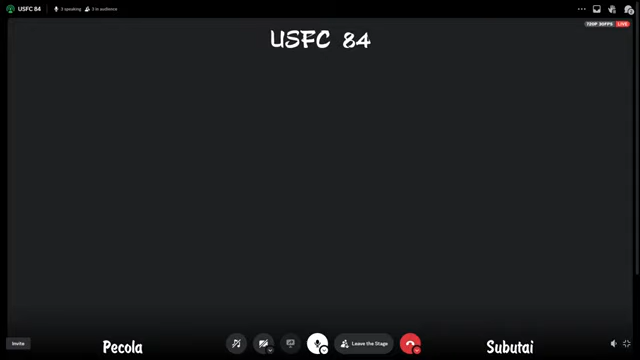 USFC 84
3 speaking
2 in audience
720P 30FPS
LIVE
USFC 84
Invite
Leave the Stage
Pecola
Subutai